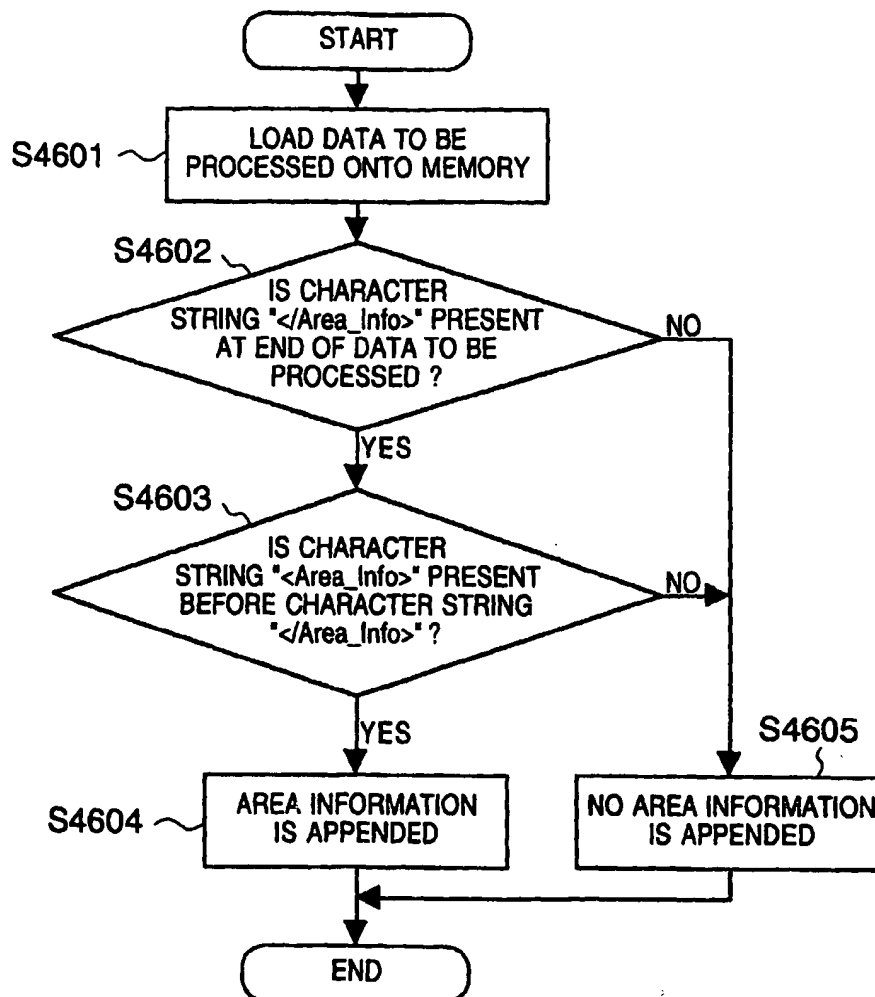 START
S4601
LOAD DATA TO BE
PROCESSED ONTO MEMORY
S4602
IS CHARACTER
STRING "</Area_Info>" PRESENT
AT END OF DATA TO BE
PROCESSED ?
NO
YES
S4603
IS CHARACTER
STRING "<Area_Info>" PRESENT
BEFORE CHARACTER STRING
"</Area_Info>" ?
NO
YES
S4604
AREA INFORMATION
IS APPENDED
S4605
NO AREA INFORMATION
IS APPENDED
END